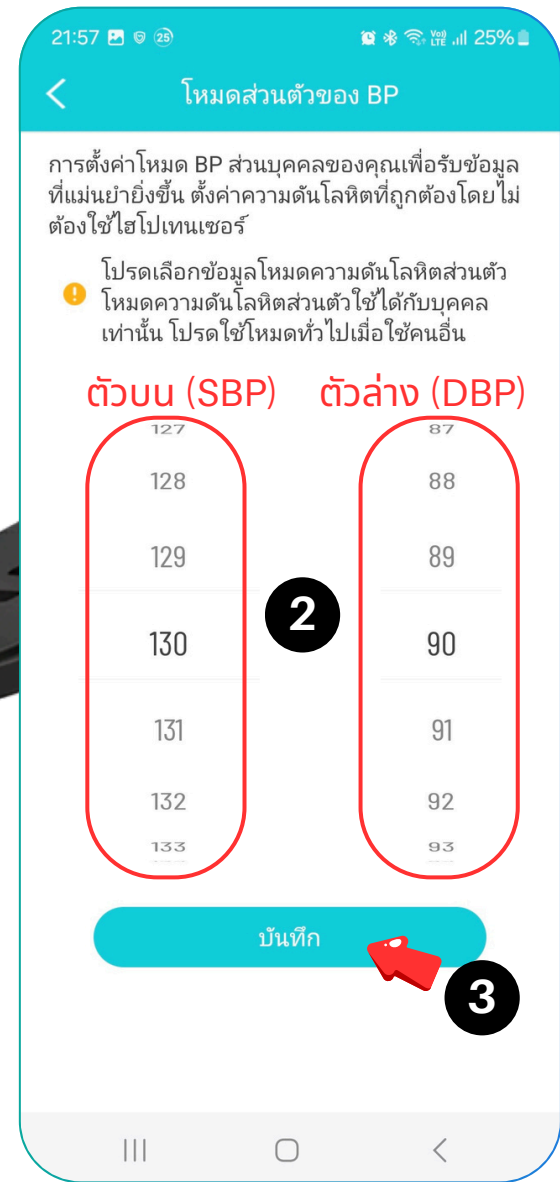 21:57 25 Vo)) LTE 25%
โหมดส่วนตัวของ BP
การตั้งค่าโหมด BP ส่วนบุคคลของคุณเพื่อรับข้อมูล
ที่แม่นยำยิ่งขึ้น ตั้งค่าความดันโลหิตที่ถูกต้องโดยไม่
ต้องใช้ไฮโปเทนเซอร์
โปรดเลือกข้อมูลโหมดความดันโลหิตส่วนตัว
โหมดความดันโลหิตส่วนตัวใช้ได้กับบุคคล
เท่านั้น โปรดใช้โหมดทั่วไปเมื่อใช้คนอื่น
ตัวบน (SBP) ตัวล่าง (DBP)
127 87
128 88
129 89
2
130 90
131 91
132 92
133 93
บันทึก
3